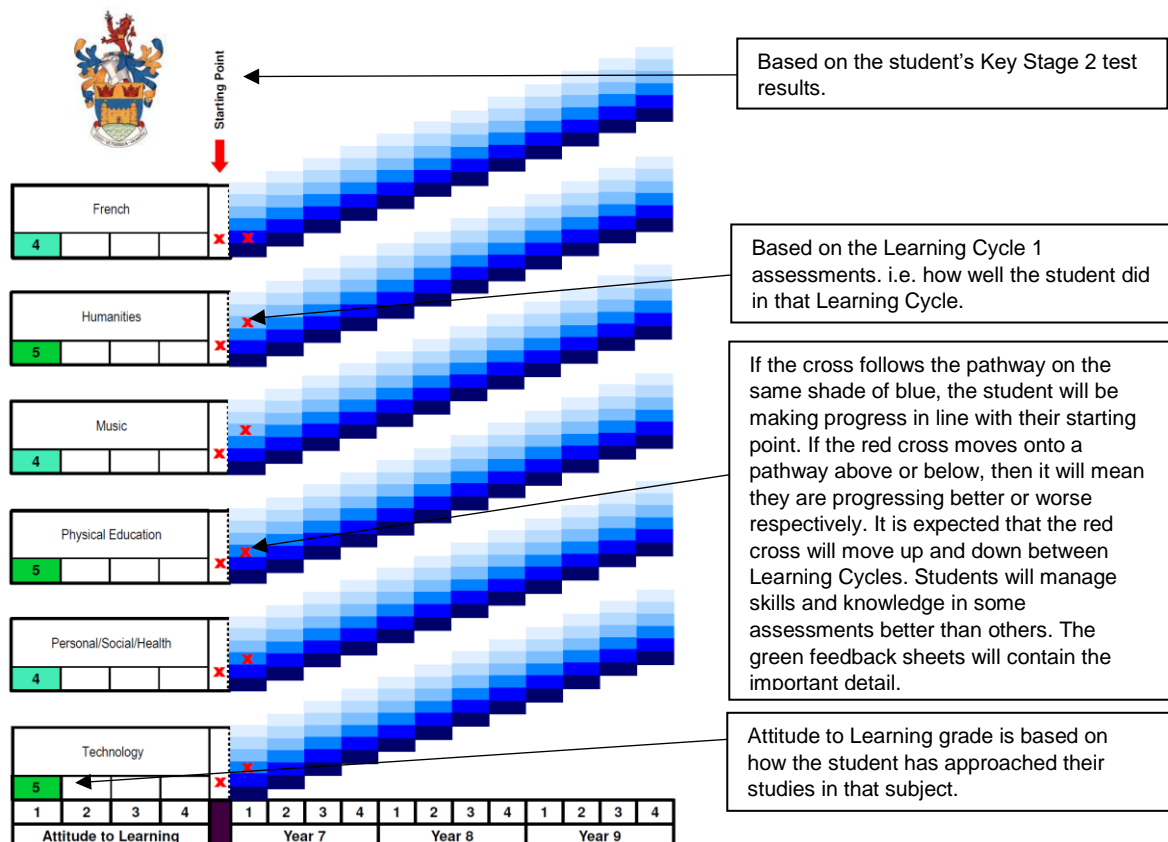 Starting Point
Based on the student's Key Stage 2 test
results.
French
4
x x
Based on the Learning Cycle 1
assessments. i.e. how well the student did
in that Learning Cycle.
Humanities
5
x x
If the cross follows the pathway on the
same shade of blue, the student will be
making progress in line with their starting
point. If the red cross moves onto a
pathway above or below, then it will mean
they are progressing better or worse
respectively. It is expected that the red
cross will move up and down between
Learning Cycles. Students will manage
skills and knowledge in some
assessments better than others. The
green feedback sheets will contain the
important detail.
Music
4
x x
Physical Education
5
x x
Personal/Social/Health
4
x x
Attitude to Learning grade is based on
how the student has approached their
studies in that subject.
Technology
5
x x
1 2 3 4 1 2 3 4 1 2 3 4 1 2 3 4
Attitude to Learning Year 7 Year 8 Year 9